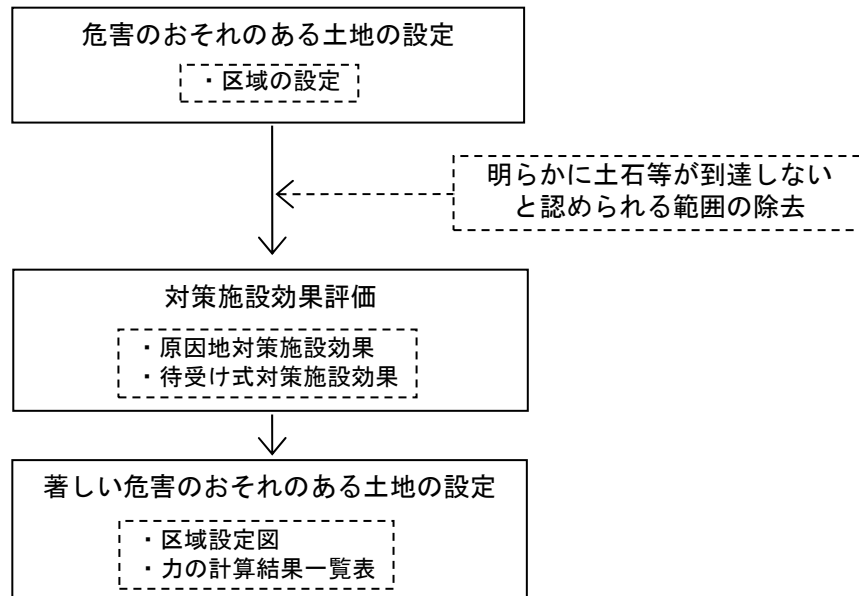 危害のおそれのある土地の設定
・区域の設定
明らかに土石等が到達しない
と認められる範囲の除去
対策施設効果評価
・原因地対策施設効果
・待受け式対策施設効果
著しい危害のおそれのある土地の設定
・区域設定図
・力の計算結果一覧表